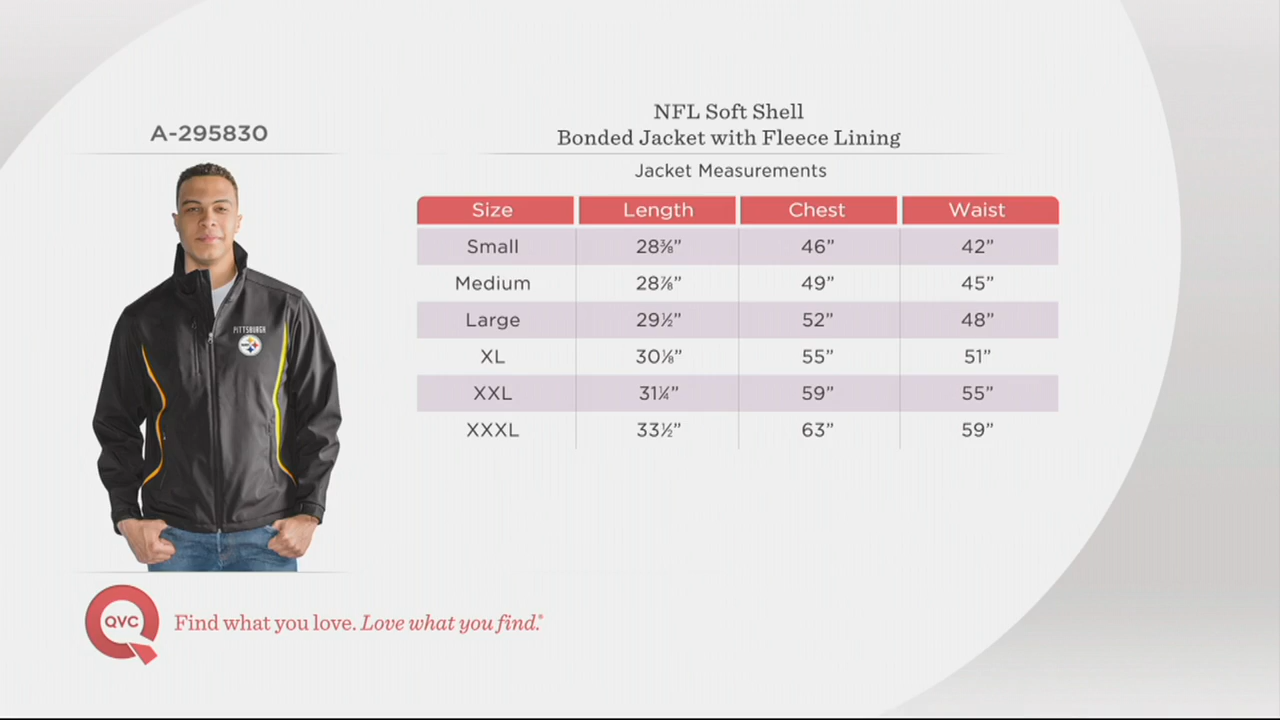 A-295830
NFL Soft Shell
Bonded Jacket with Fleece Lining
Jacket Measurements
Size Length Chest Waist
Small 28⅜” 46” 42”
Medium 28⅞” 49” 45”
Large 29½” 52” 48”
XL 30⅛” 55” 51”
XXL 31¼” 59” 55”
XXXL 33½” 63” 59”
PITTSBURGH
QVC Find what you love. Love what you find.®